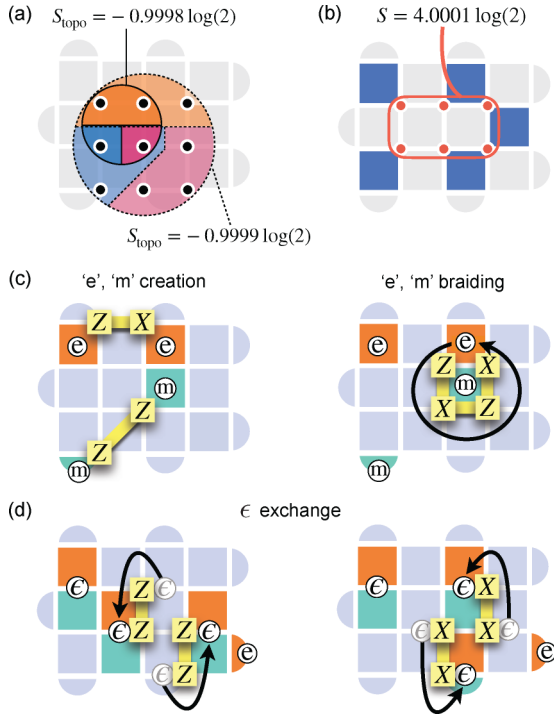 (a)
S_topo = − 0.9998 log(2)
S_topo = − 0.9999 log(2)
(b)
S = 4.0001 log(2)
(c)
‘e’, ‘m’ creation
Z X
e e
m
Z
Z
m
‘e’, ‘m’ braiding
e e
Z X
m
X Z
m
(d)
ϵ exchange
Z ϵ
ϵ
ϵ Z Z ϵ
e
ϵ Z
ϵ ϵ X
ϵ X X ϵ
e
X ϵ